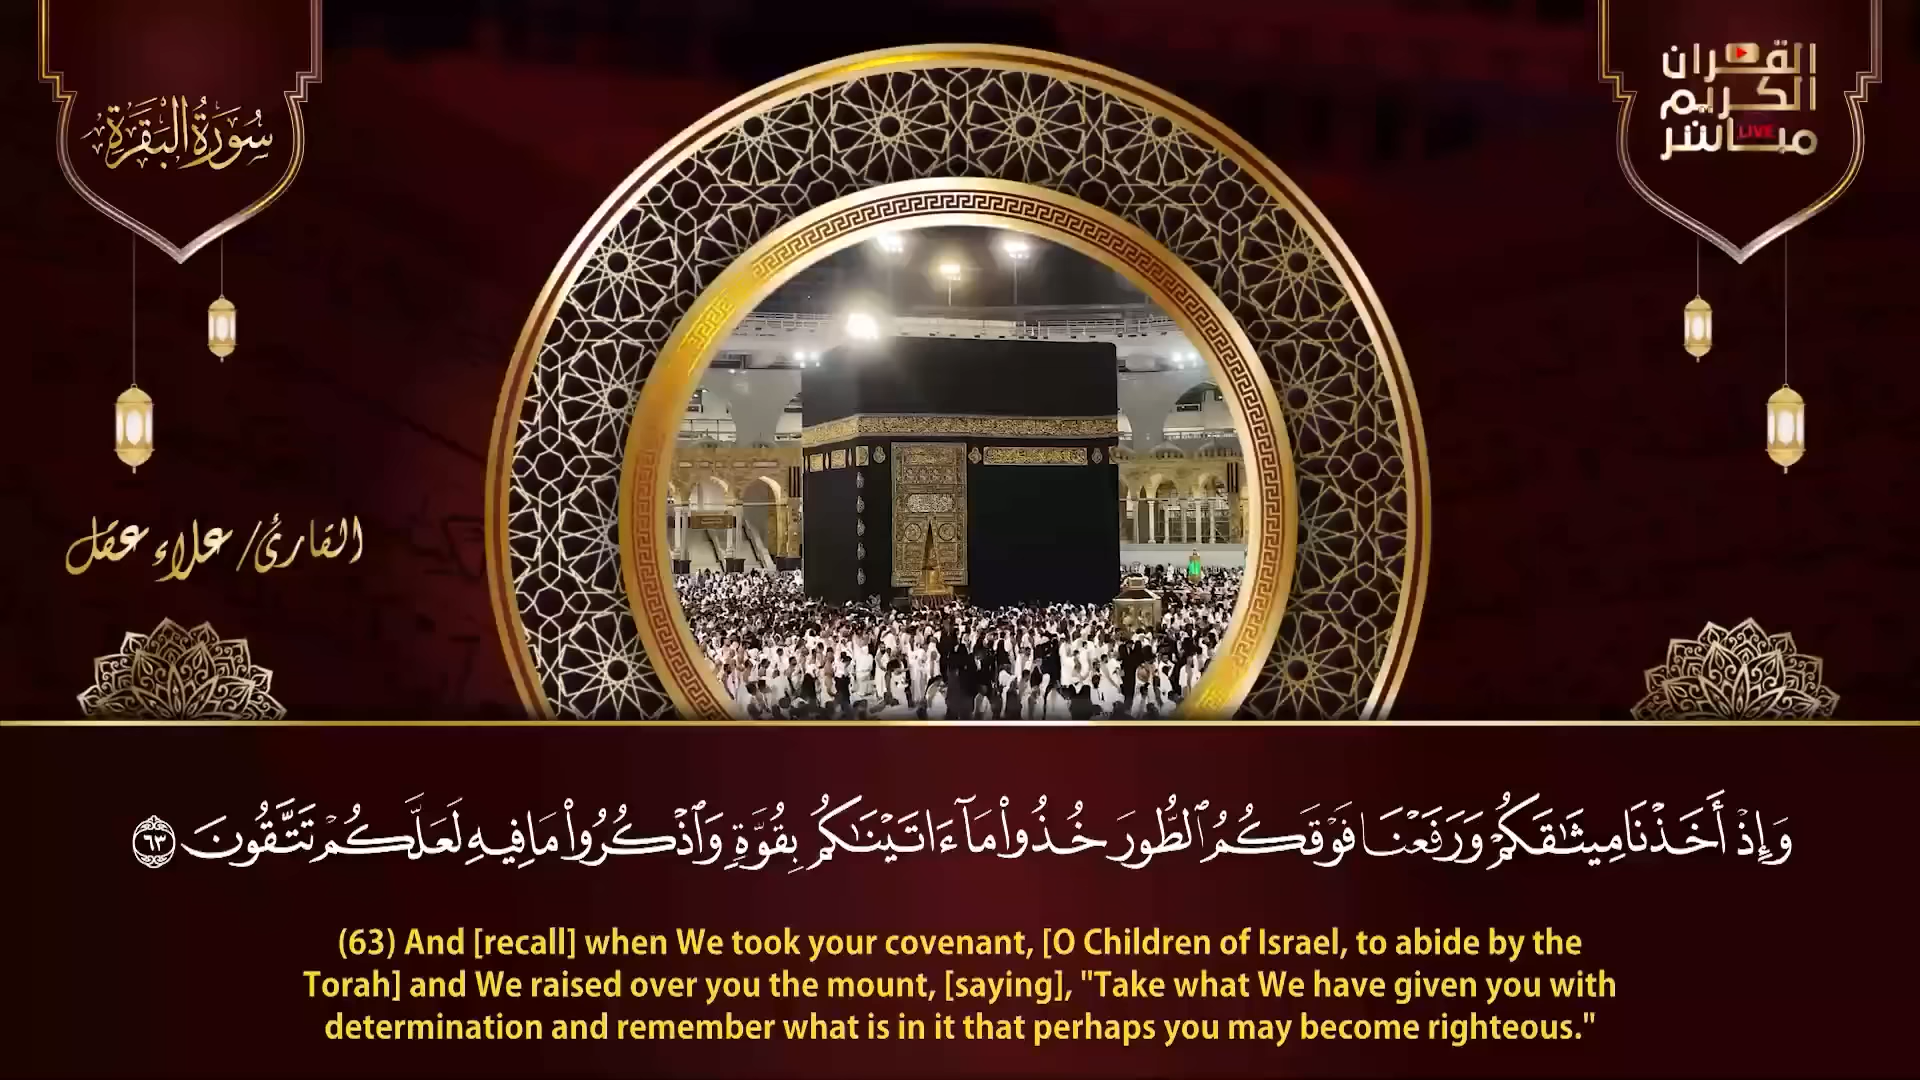 سُورَةُ البَقَرَةِ
القران
الكريم
مباشر
LIVE
القارئ/ علاء عقل
وَإِذْ أَخَذْنَا مِيثَٰقَكُمْ وَرَفَعْنَا فَوْقَكُمُ ٱلطُّورَ خُذُوا۟ مَآ ءَاتَيْنَٰكُم بِقُوَّةٍ وَٱذْكُرُوا۟ مَا فِيهِ لَعَلَّكُمْ تَتَّقُونَ ٦٣
(63) And [recall] when We took your covenant, [O Children of Israel, to abide by the
Torah] and We raised over you the mount, [saying], "Take what We have given you with
determination and remember what is in it that perhaps you may become righteous."